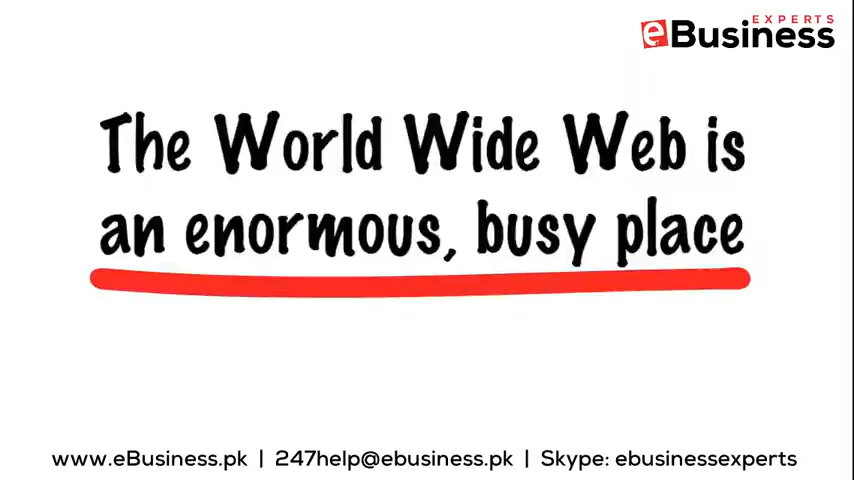 EXPERTS
eBusiness
The World Wide Web is
an enormous, busy place
www.eBusiness.pk | 247help@ebusiness.pk | Skype: ebusinessexperts